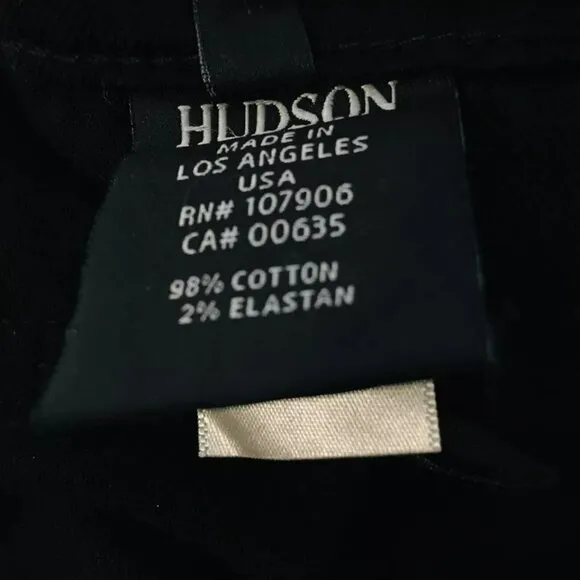 HUDSON
MADE IN
LOS ANGELES
USA
RN# 107906
CA# 00635
98% COTTON
2% ELASTAN